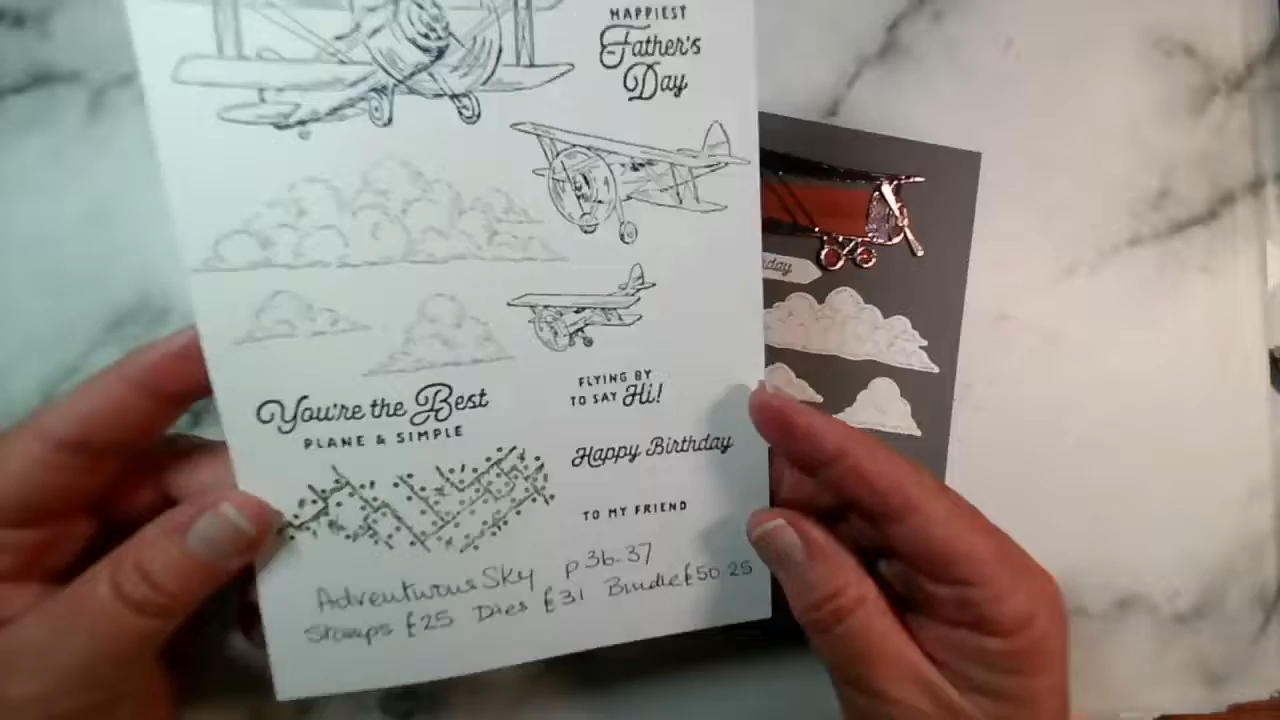 HAPPIEST
Father's
Day
You're the Best
PLANE & SIMPLE
FLYING BY
TO SAY Hi!
Happy Birthday
TO MY FRIEND
Adventurous Sky p36-37
Stamps £25 Dies £31 Bundle £50 25